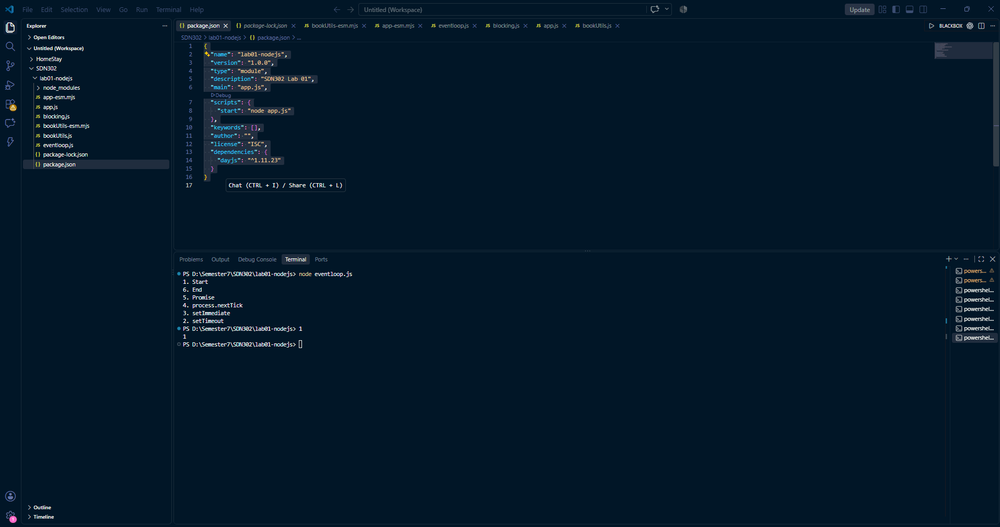 File Edit Selection View Go Run Terminal Help
Untitled (Workspace)
Update
Explorer
Open Editors
Untitled (Workspace)
HomeStay
SDN302
lab01-nodejs
node_modules
app-esm.mjs
app.js
blocking.js
bookUtils-esm.mjs
bookUtils.js
eventloop.js
package-lock.json
package.json
Outline
Timeline
1
package.json package-lock.json bookUtils-esm.mjs app-esm.mjs eventloop.js blocking.js app.js bookUtils.js
BLACKBOX
SDN302 > lab01-nodejs > {} package.json > ...
1 {
2 "name": "lab01-nodejs",
3 "version": "1.0.0",
4 "type": "module",
5 "description": "SDN302 Lab 01",
6 "main": "app.js",
Debug
7 "scripts": {
8 "start": "node app.js"
9 },
10 "keywords": [],
11 "author": "",
12 "license": "ISC",
13 "dependencies": {
14 "dayjs": "^1.11.23"
15 }
16 }
17
Chat (CTRL + I) / Share (CTRL + L)
Problems Output Debug Console Terminal Ports
PS D:\Semester7\SDN302\lab01-nodejs> node eventloop.js
1. Start
6. End
5. Promise
4. process.nextTick
3. setImmediate
2. setTimeout
PS D:\Semester7\SDN302\lab01-nodejs> 1
1
PS D:\Semester7\SDN302\lab01-nodejs>
powers...
powers...
powershel...
powershel...
powershel...
powershel...
powershel...
powershel...